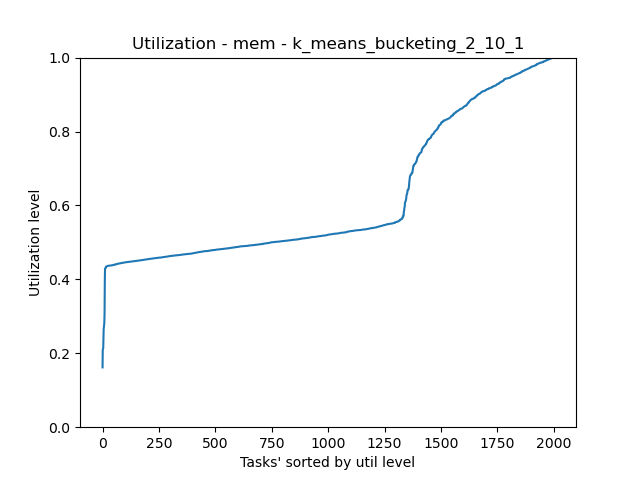 Utilization - mem - k_means_bucketing_2_10_1
1.0
0.8
0.6
0.4
0.2
0.0
Utilization level
0 250 500 750 1000 1250 1500 1750 2000
Tasks' sorted by util level